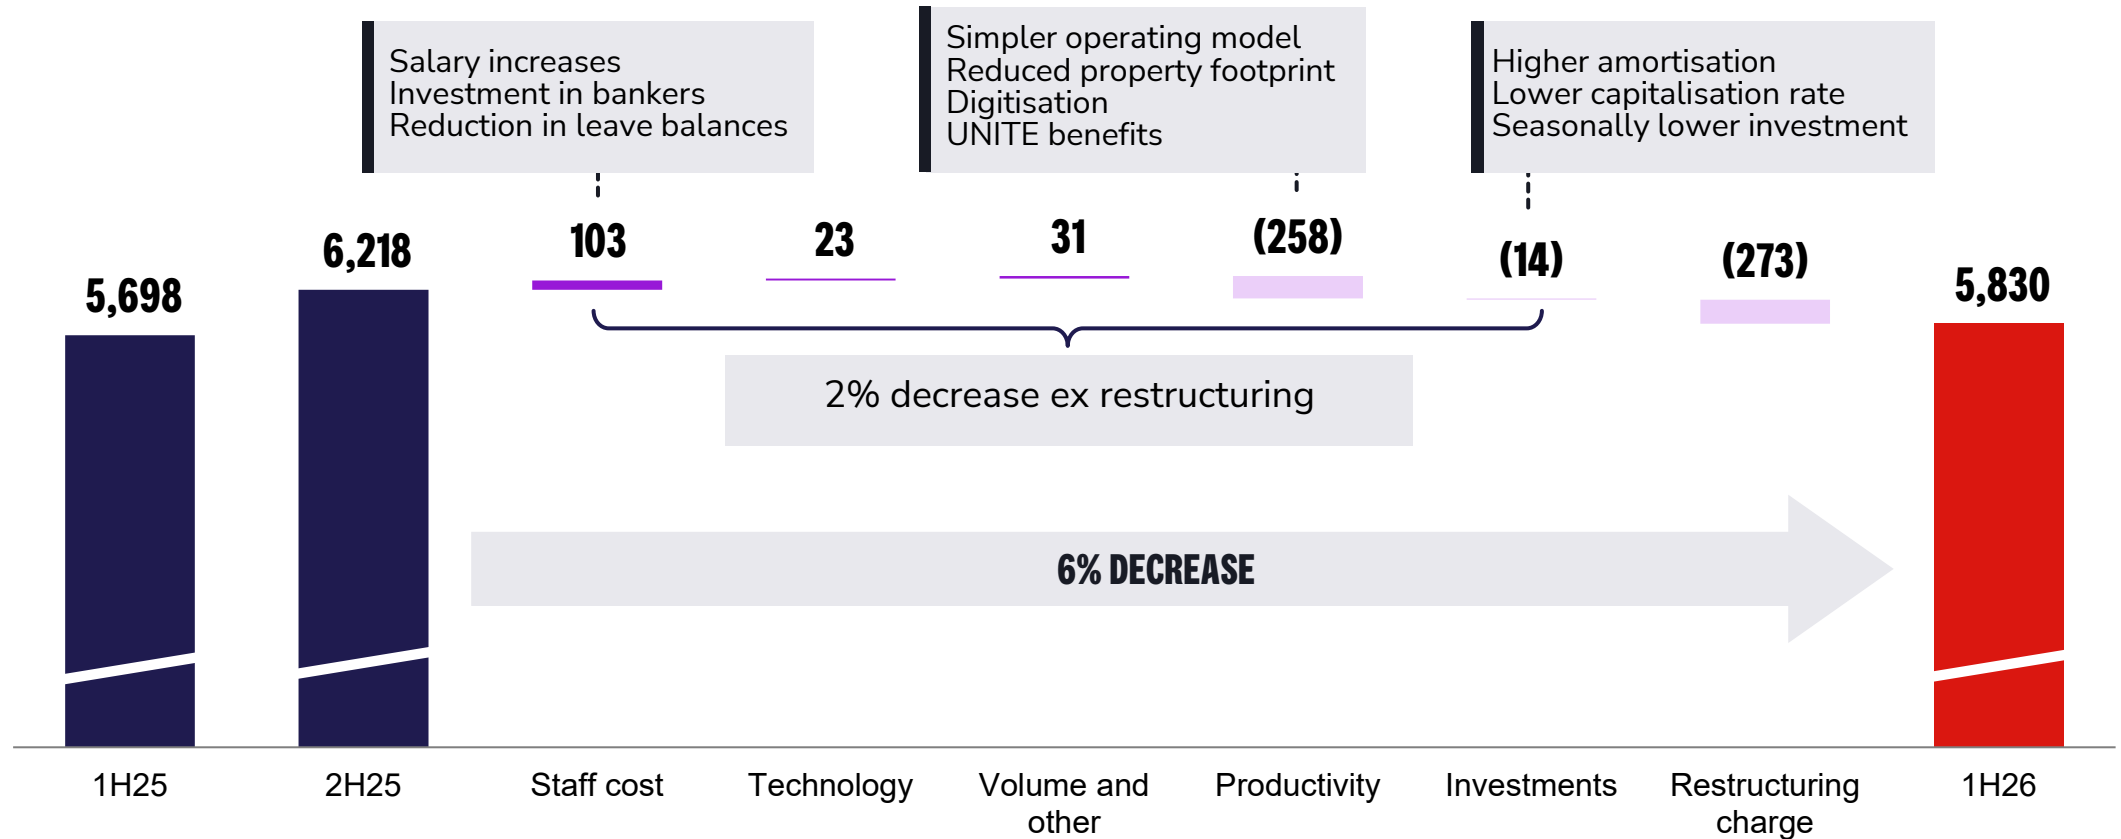 Salary increases
Investment in bankers
Reduction in leave balances
Simpler operating model
Reduced property footprint
Digitisation
UNITE benefits
Higher amortisation
Lower capitalisation rate
Seasonally lower investment
5,698
6,218
103
23
31
(258)
(14)
(273)
5,830
2% decrease ex restructuring
6% DECREASE
1H25
2H25
Staff cost
Technology
Volume and
other
Productivity
Investments
Restructuring
charge
1H26